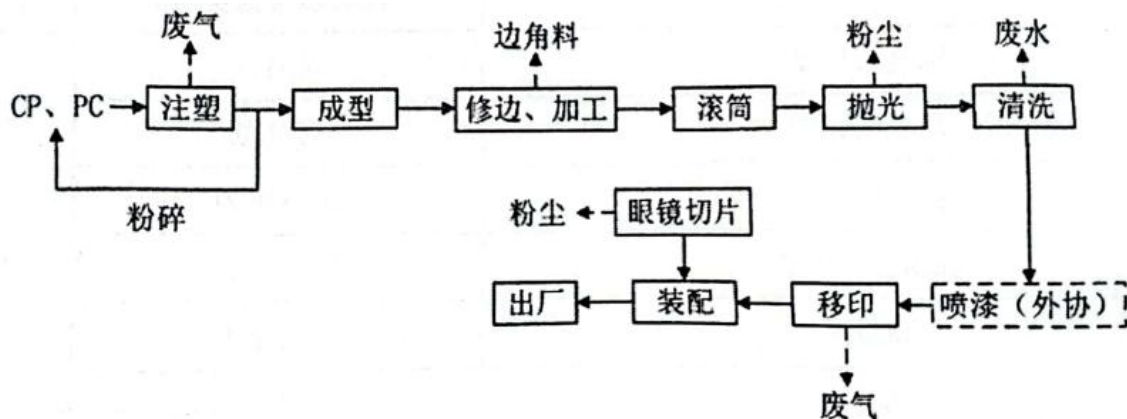 废气 边角料 粉尘 废水
CP、PC 注塑 成型 修边、加工 滚筒 抛光 清洗
粉碎
粉尘 眼镜切片
出厂 装配 移印 喷漆（外协）
废气